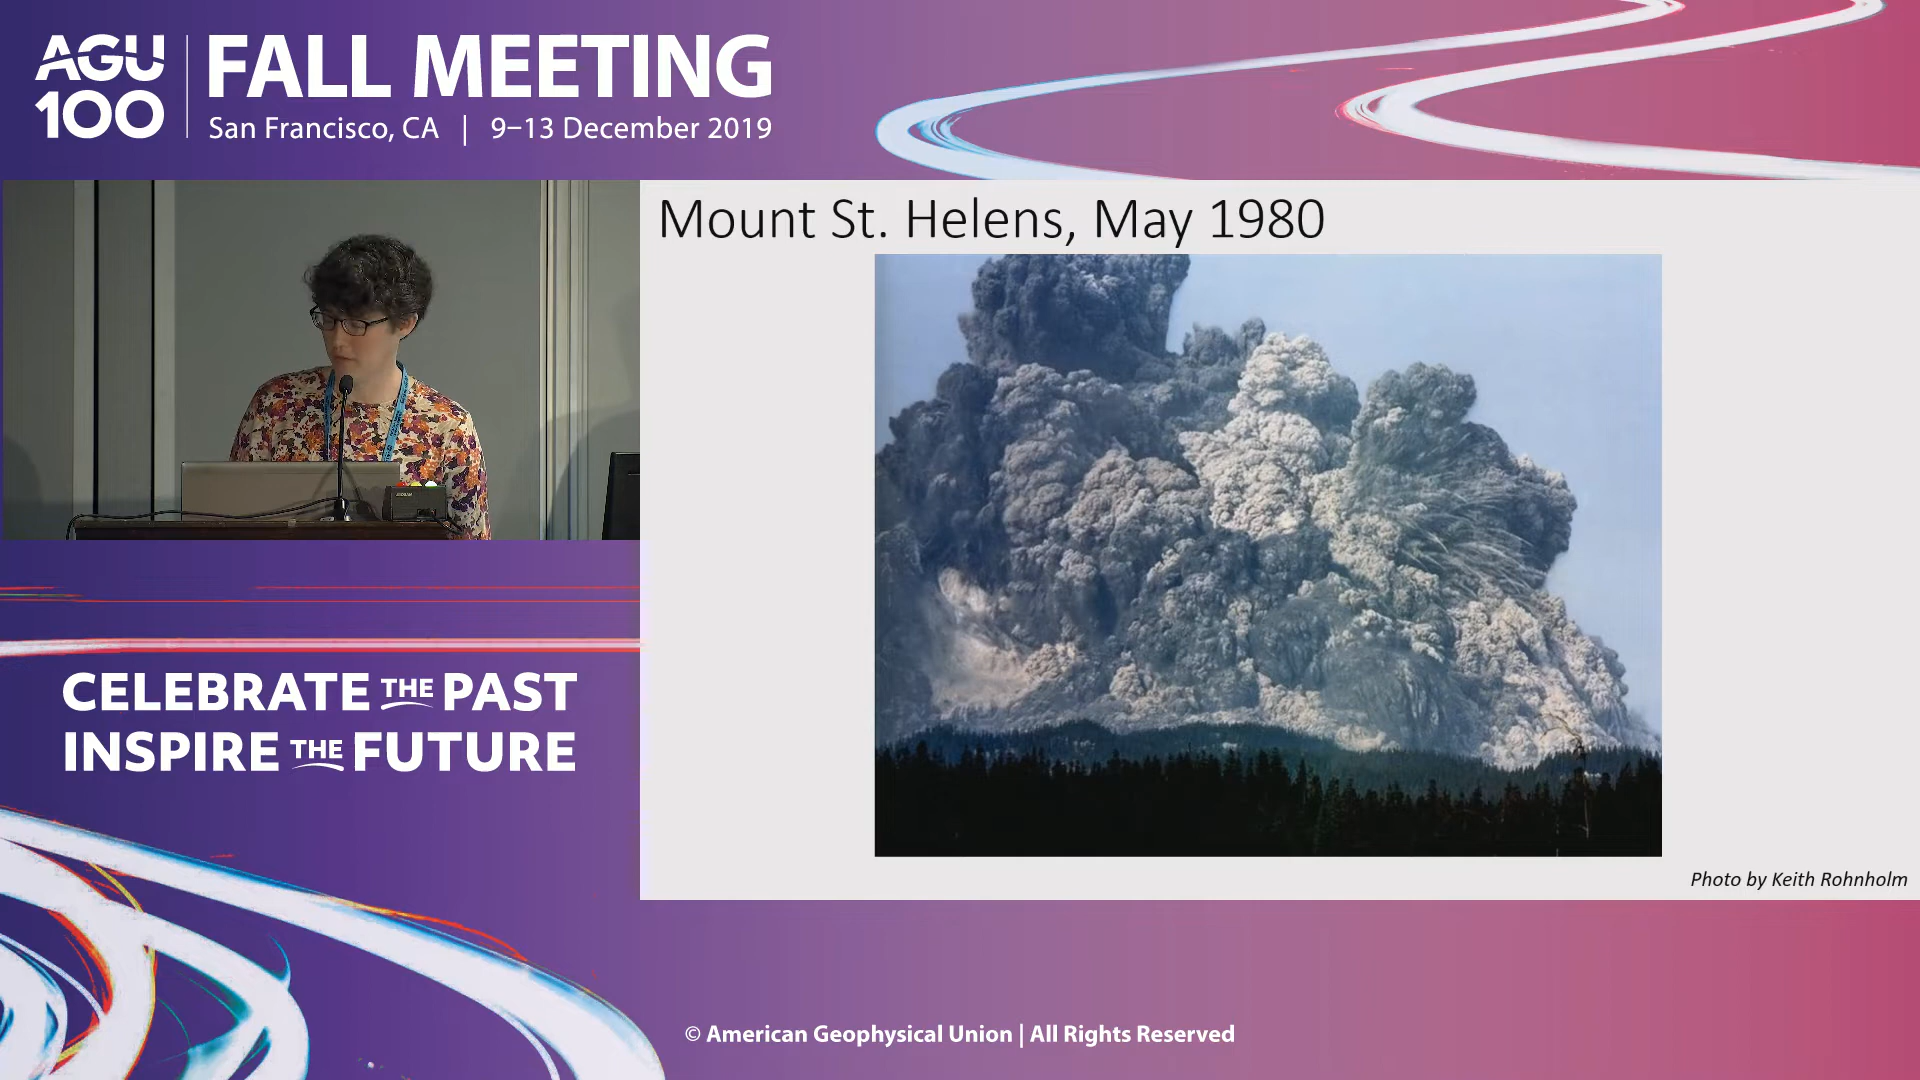 AGU
100
FALL MEETING
San Francisco, CA | 9–13 December 2019
Mount St. Helens, May 1980
CELEBRATE THE PAST
INSPIRE THE FUTURE
Photo by Keith Rohnholm
© American Geophysical Union | All Rights Reserved